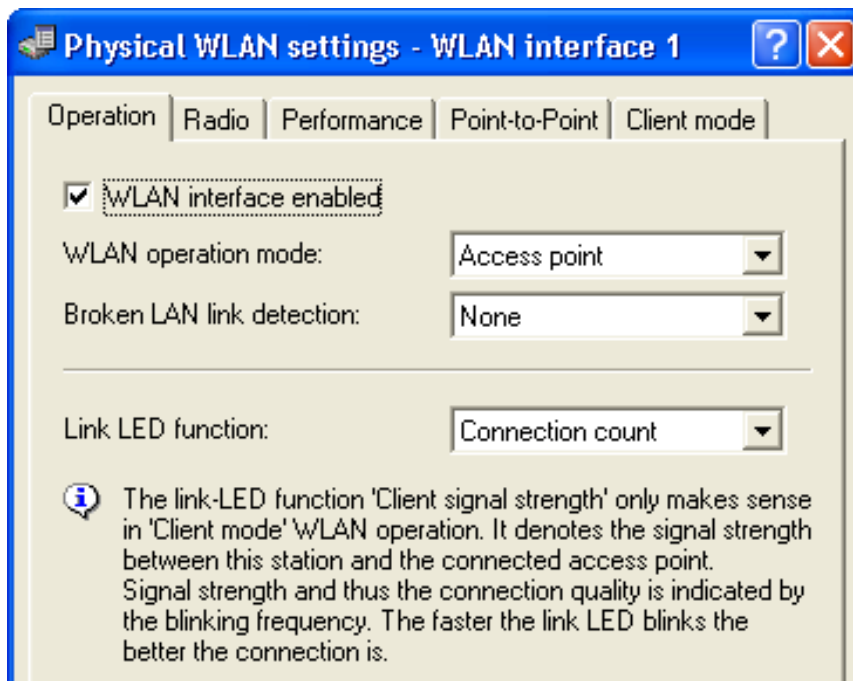 Physical WLAN settings - WLAN interface 1
Operation
Radio
Performance
Point-to-Point
Client mode
WLAN interface enabled
WLAN operation mode:
Access point
Broken LAN link detection:
None
Link LED function:
Connection count
The link-LED function 'Client signal strength' only makes sense
in 'Client mode' WLAN operation. It denotes the signal strength
between this station and the connected access point.
Signal strength and thus the connection quality is indicated by
the blinking frequency. The faster the link LED blinks the
better the connection is.